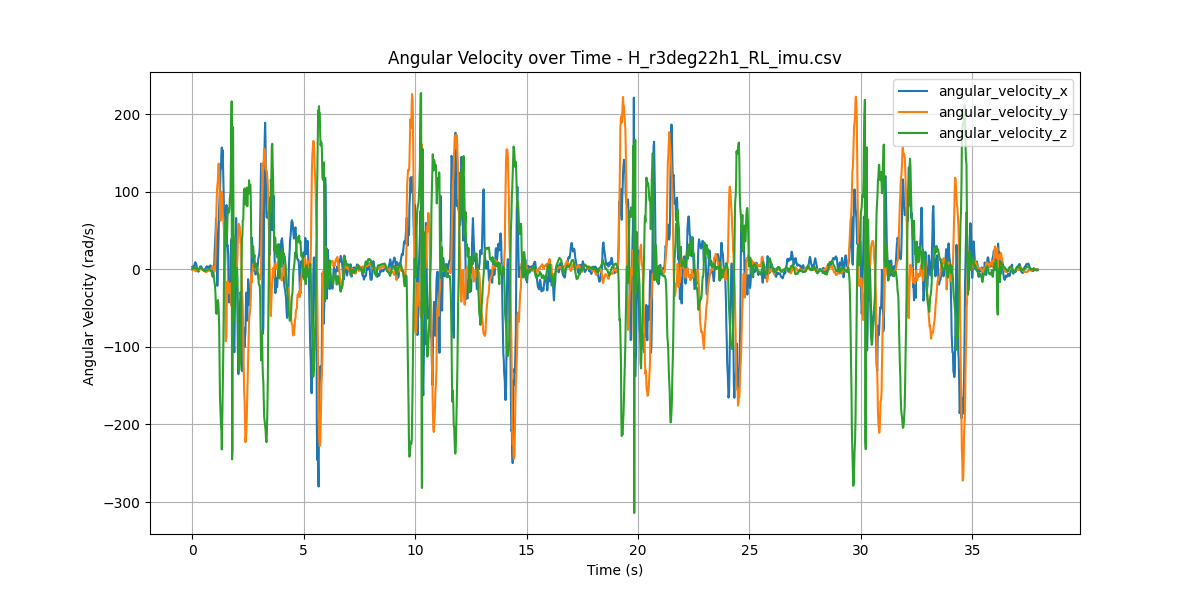 Angular Velocity over Time - H_r3deg22h1_RL_imu.csv
angular_velocity_x
angular_velocity_y
angular_velocity_z
Angular Velocity (rad/s)
200
100
0
−100
−200
−300
0 5 10 15 20 25 30 35
Time (s)